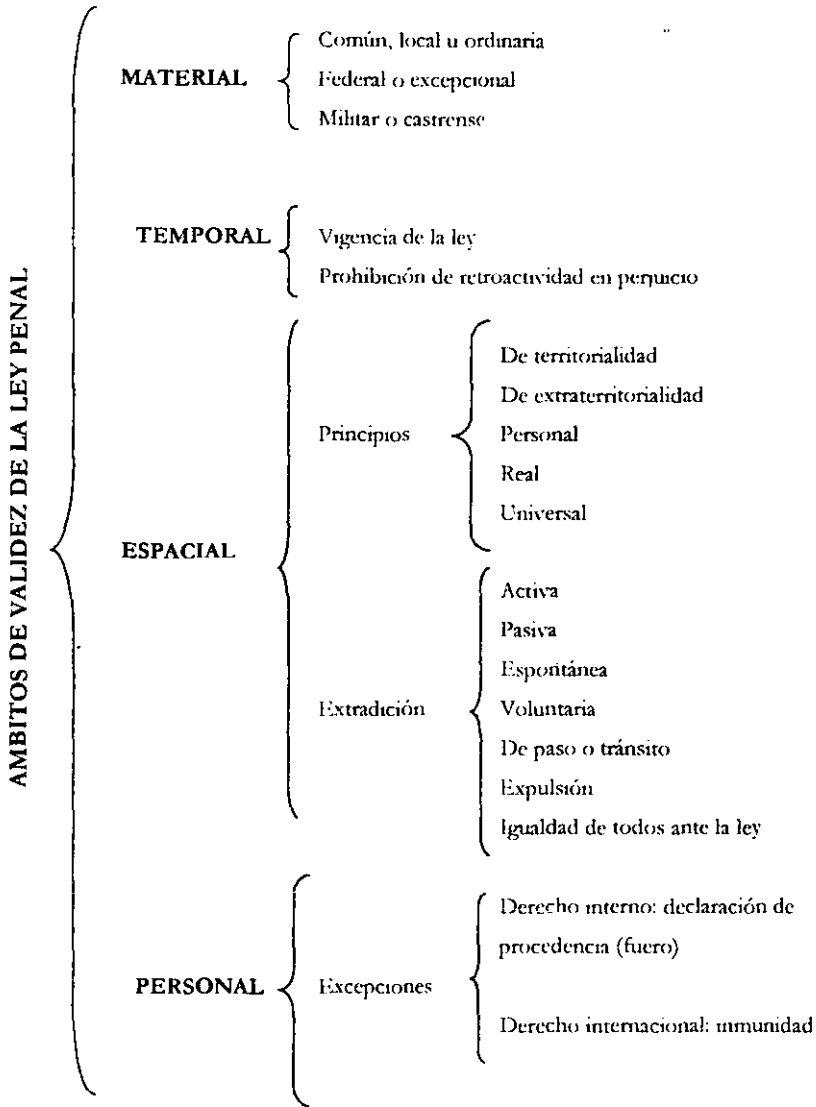 AMBITOS DE VALIDEZ DE LA LEY PENAL
MATERIAL
Común, local u ordinaria
Federal o excepcional
Militar o castrense
TEMPORAL
Vigencia de la ley
Prohibición de retroactividad en perjuicio
ESPACIAL
Principios
De territorialidad
De extraterritorialidad
Personal
Real
Universal
Extradición
Activa
Pasiva
Espontánea
Voluntaria
De paso o tránsito
Expulsión
Igualdad de todos ante la ley
PERSONAL
Excepciones
Derecho interno: declaración de
procedencia (fuero)
Derecho internacional: inmunidad